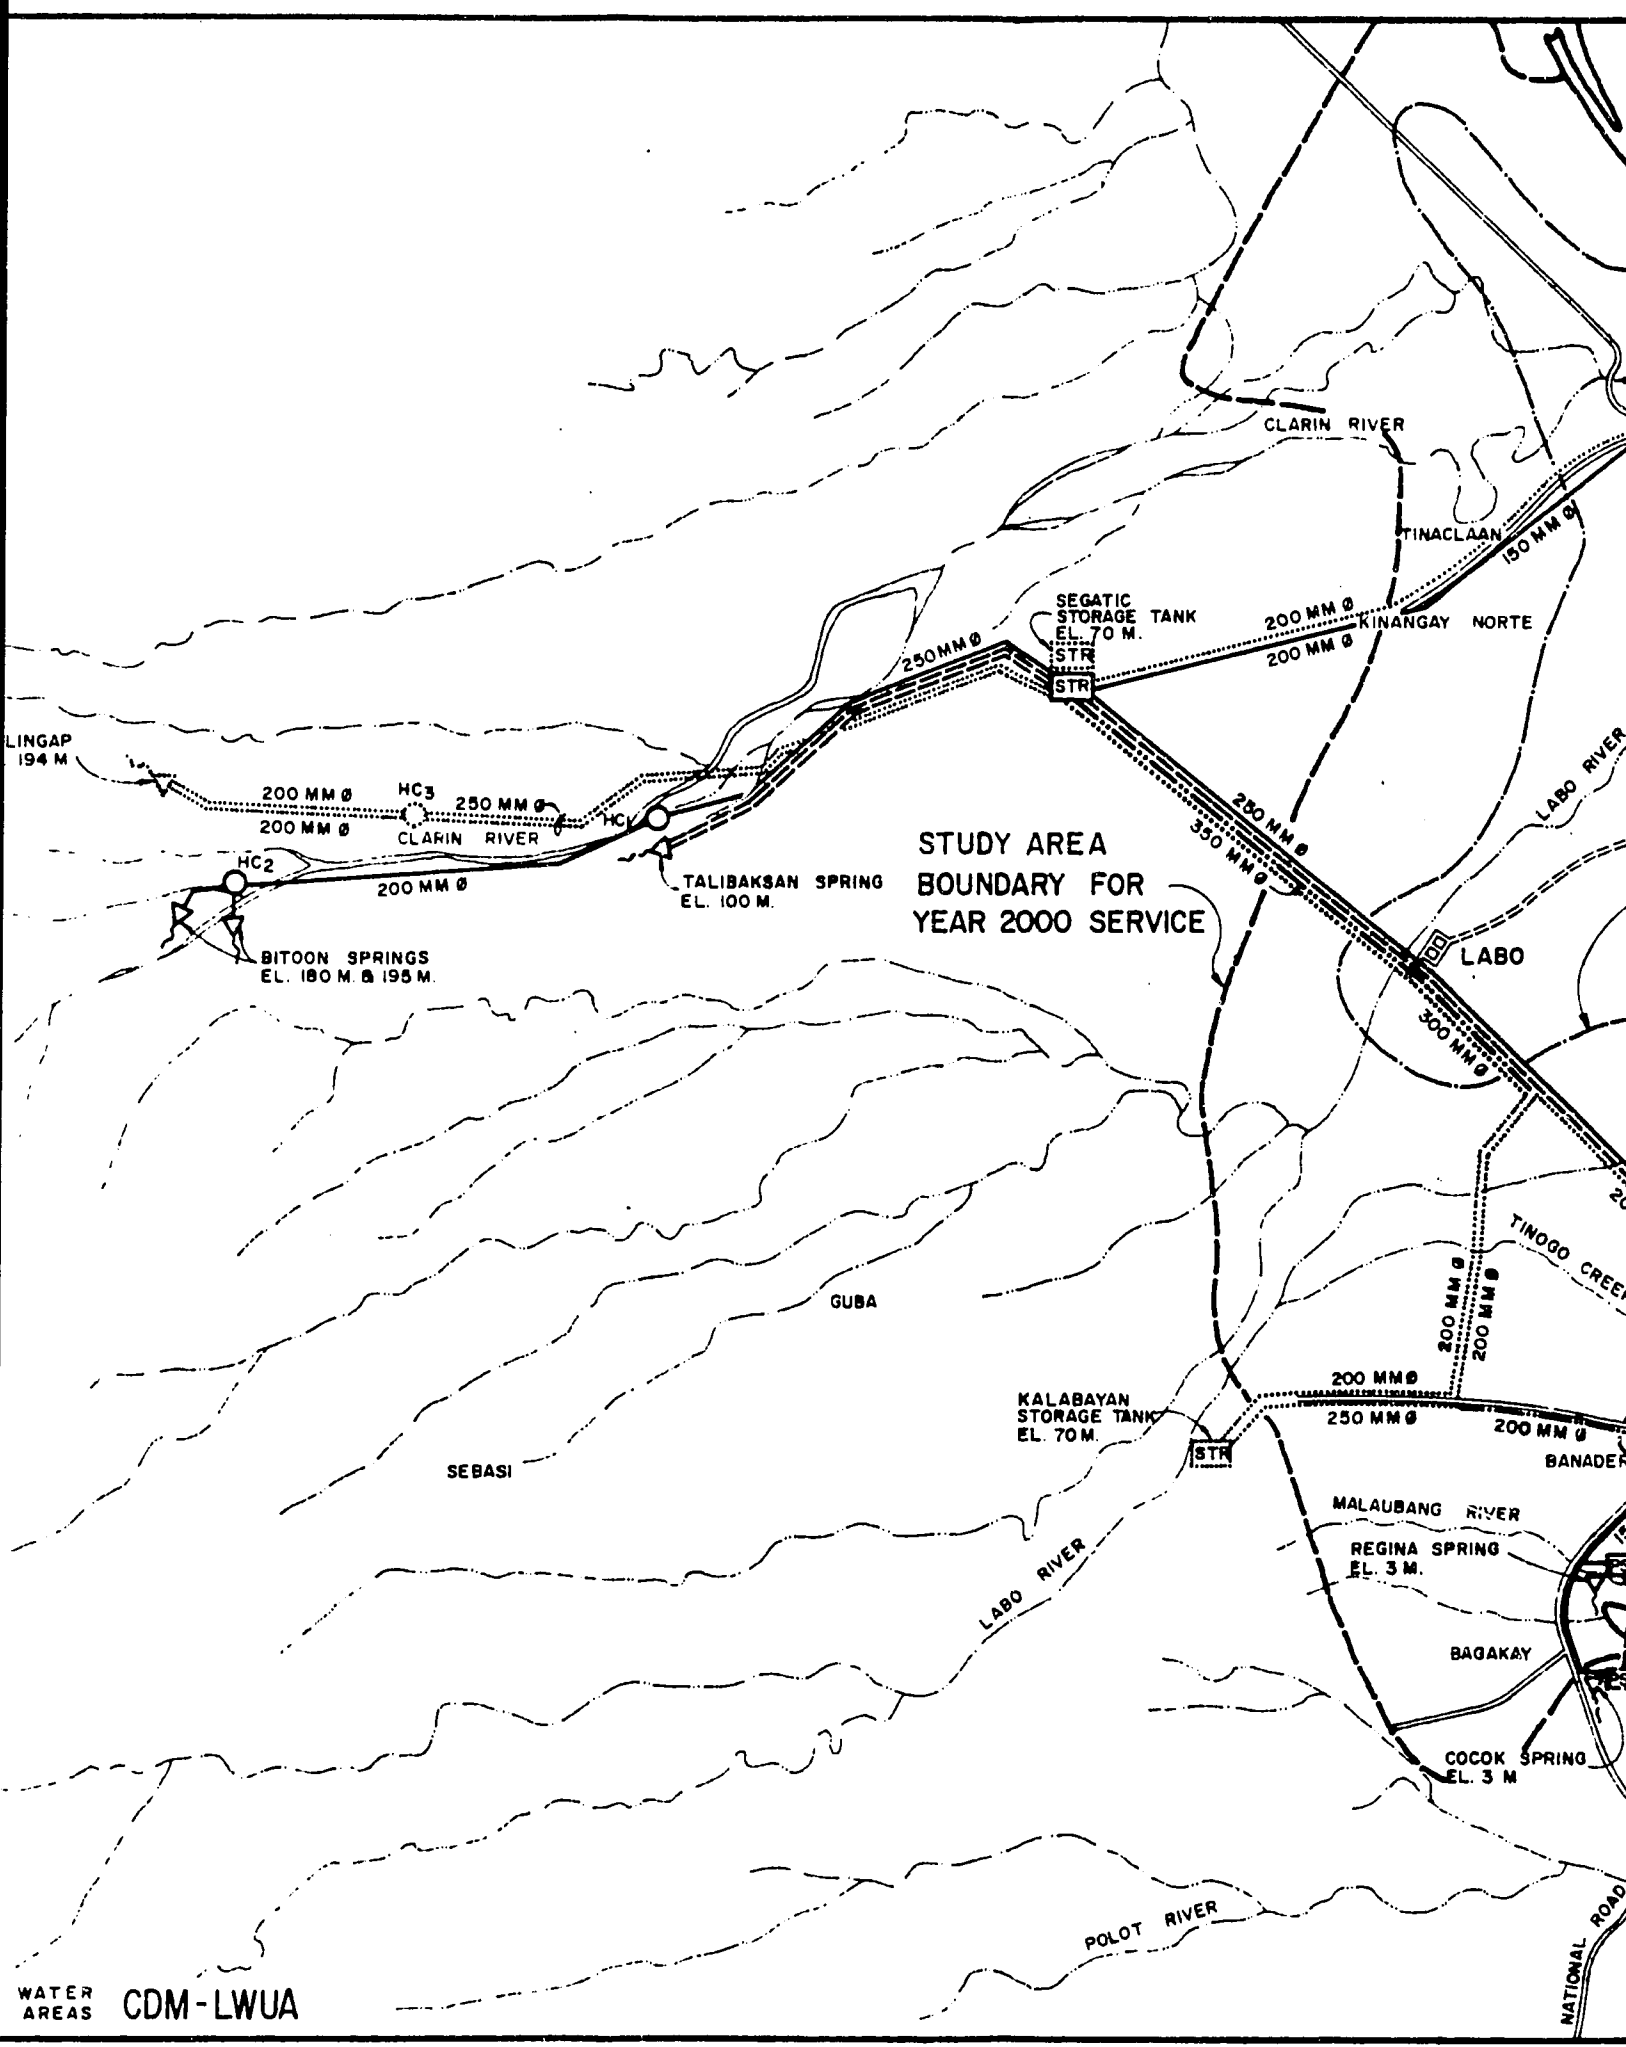 CLARIN RIVER
TINACLAAN
150 MM Ø
SEGATIC
STORAGE TANK
EL. 70 M.
STR
STR
200 MM Ø
200 MM Ø
KINANGAY NORTE
250 MM Ø
LINGAP
194 M
200 MM Ø
200 MM Ø
HC3
250 MM Ø
CLARIN RIVER
HC1
HC2
200 MM Ø
TALIBAKSAN SPRING
EL. 100 M.
BITOON SPRINGS
EL. 180 M. & 195 M.
STUDY AREA
BOUNDARY FOR
YEAR 2000 SERVICE
250 MM Ø
350 MM Ø
LABO RIVER
LABO
300 MM Ø
TINOGO CREEK
200 MM Ø
200 MM Ø
GUBA
SEBASI
KALABAYAN
STORAGE TANK
EL. 70 M.
STR
200 MM Ø
250 MM Ø
200 MM Ø
BANADER
MALAUBANG RIVER
REGINA SPRING
EL. 3 M.
LABO RIVER
BAGAKAY
COCOK SPRING
EL. 3 M
POLOT RIVER
NATIONAL ROAD
WATER
AREAS
CDM-LWUA